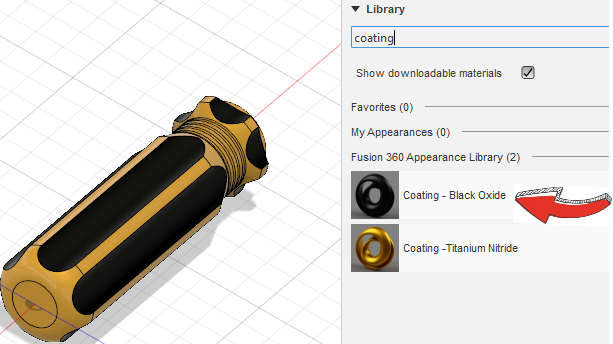 Library
coating
Show downloadable materials
Favorites (0)
My Appearances (0)
Fusion 360 Appearance Library (2)
Coating - Black Oxide
Coating -Titanium Nitride